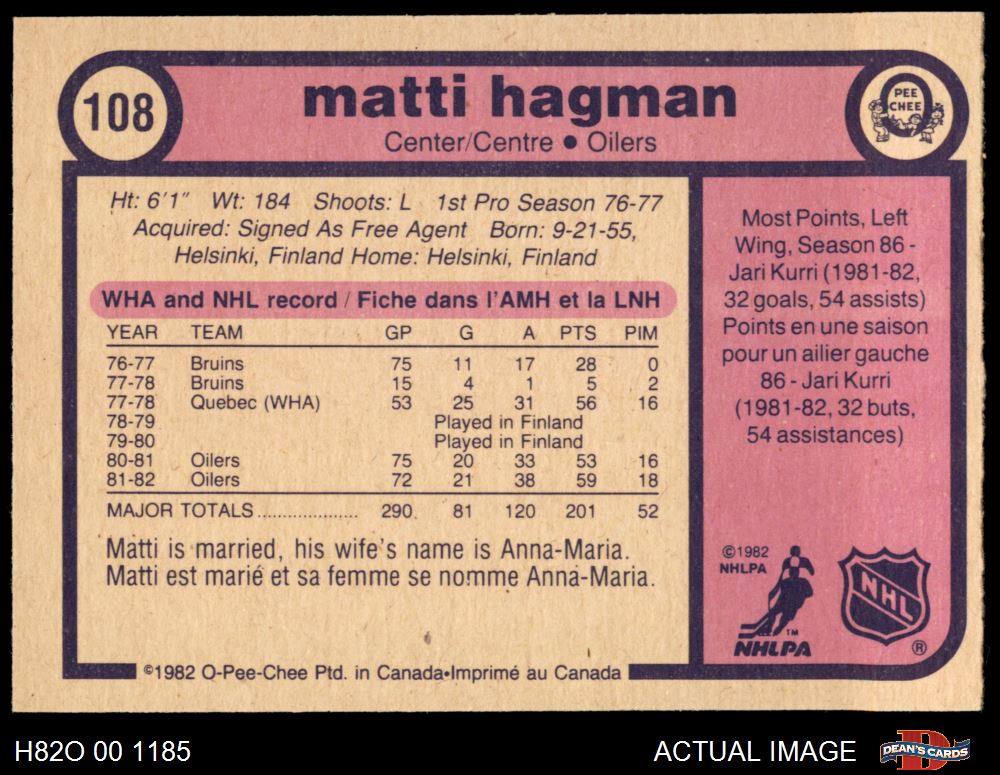 108
matti hagman
Center/Centre • Oilers
PEE
CHEE
Ht: 6'1" Wt: 184 Shoots: L 1st Pro Season 76-77
Acquired: Signed As Free Agent Born: 9-21-55,
Helsinki, Finland Home: Helsinki, Finland
WHA and NHL record / Fiche dans l'AMH et la LNH
YEAR TEAM GP G A PTS PIM
76-77 Bruins 75 11 17 28 0
77-78 Bruins 15 4 1 5 2
77-78 Quebec (WHA) 53 25 31 56 16
78-79 Played in Finland
79-80 Played in Finland
80-81 Oilers 75 20 33 53 16
81-82 Oilers 72 21 38 59 18
MAJOR TOTALS.................... 290 81 120 201 52
Matti is married, his wife's name is Anna-Maria.
Matti est marié et sa femme se nomme Anna-Maria.
©1982 O-Pee-Chee Ptd. in Canada•Imprimé au Canada
Most Points, Left
Wing, Season 86 -
Jari Kurri (1981-82,
32 goals, 54 assists)
Points en une saison
pour un ailier gauche
86 - Jari Kurri
(1981-82, 32 buts,
54 assistances)
©1982
NHLPA
TM
NHLPA
NHL
®
H82O 00 1185
ACTUAL IMAGE
DEAN'S CARDS